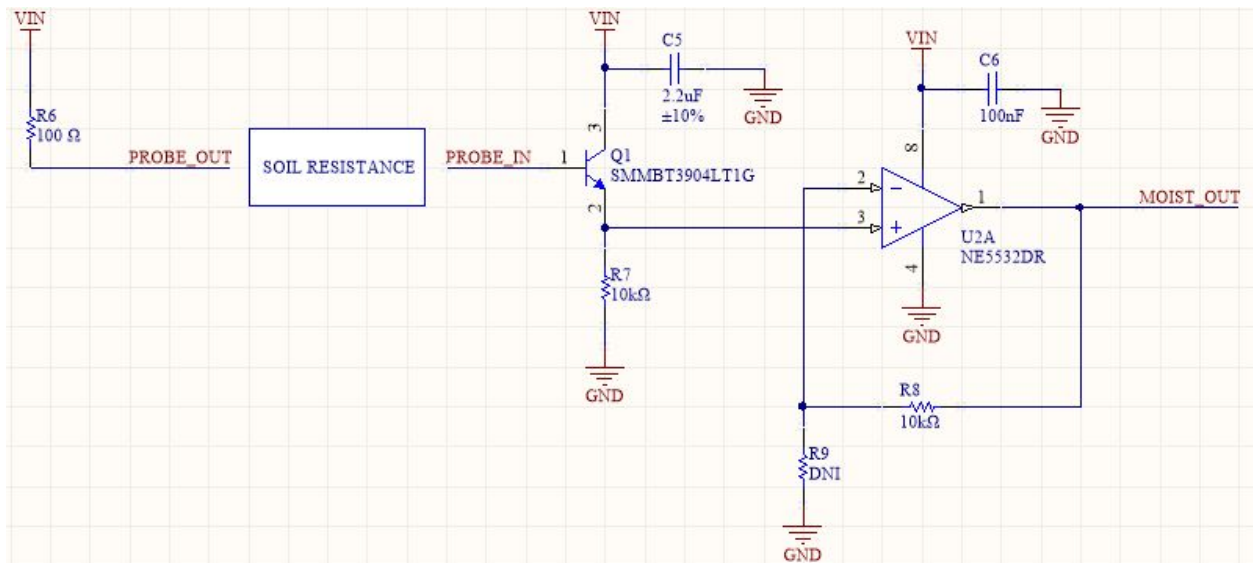 VIN
R6
100 Ω
PROBE_OUT
SOIL RESISTANCE
PROBE_IN
VIN
C5
2.2uF
±10%
GND
1
3
Q1
SMMBT3904LT1G
2
R7
10kΩ
GND
VIN
C6
100nF
GND
8
2
3
1
MOIST_OUT
U2A
NE5532DR
4
GND
R8
10kΩ
R9
DNI
GND